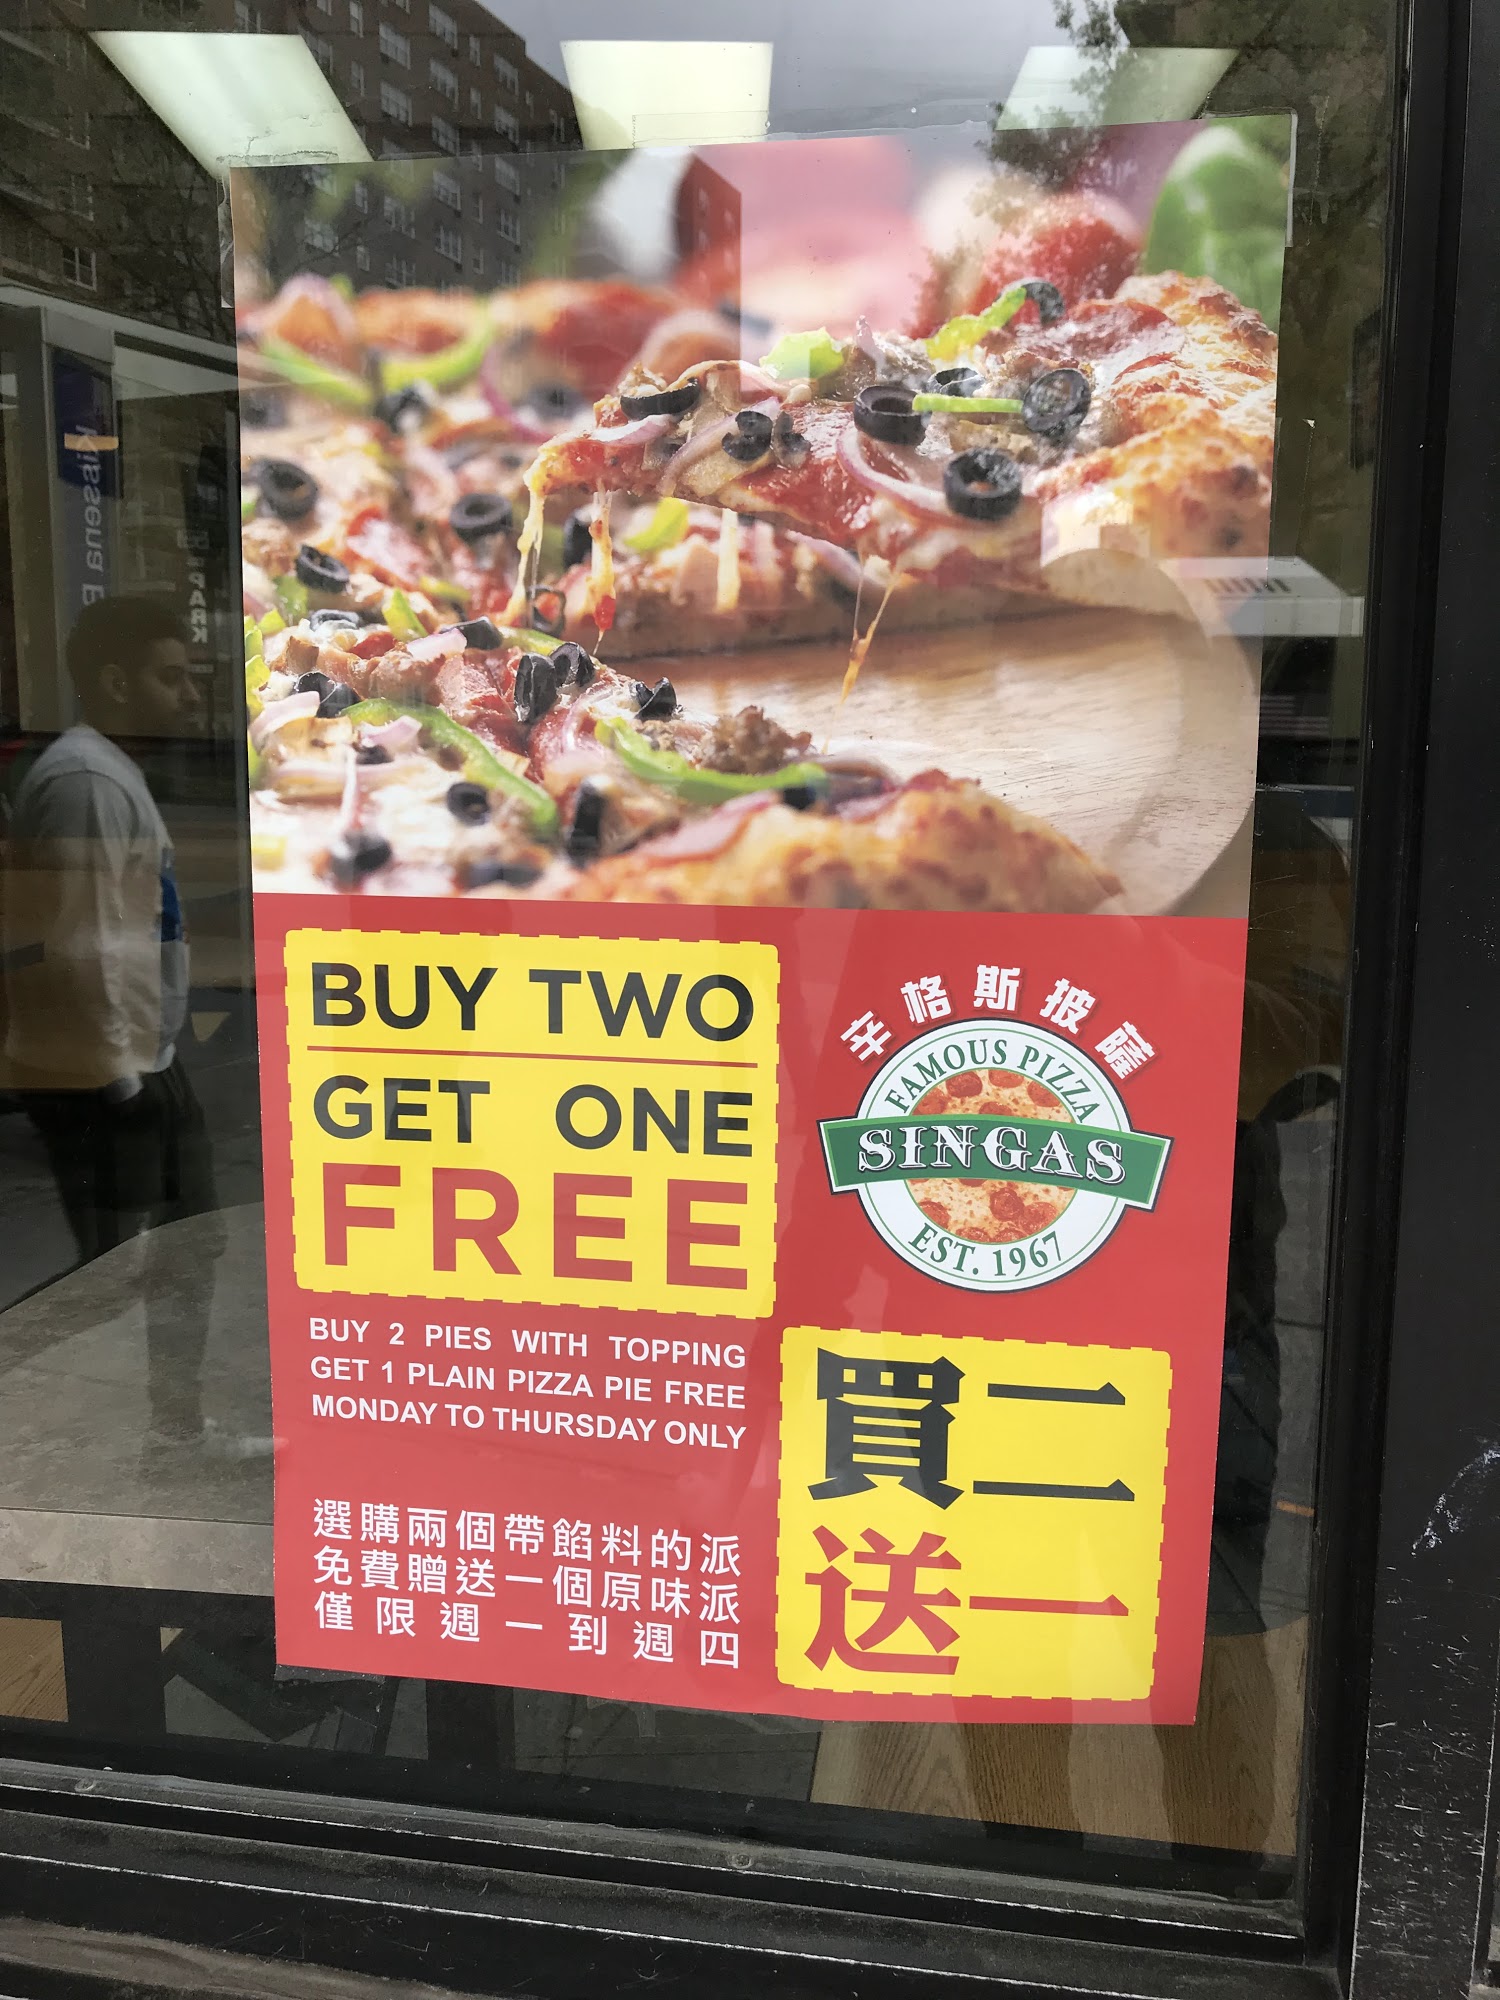 BUY TWO
GET ONE
FREE
辛格斯披薩
FAMOUS PIZZA
SINGAS
EST. 1967
BUY 2 PIES WITH TOPPING
GET 1 PLAIN PIZZA PIE FREE
MONDAY TO THURSDAY ONLY
買二
送一
選購兩個帶餡料的派
免費贈送一個原味派
僅限週一到週四
Kissena
PARK